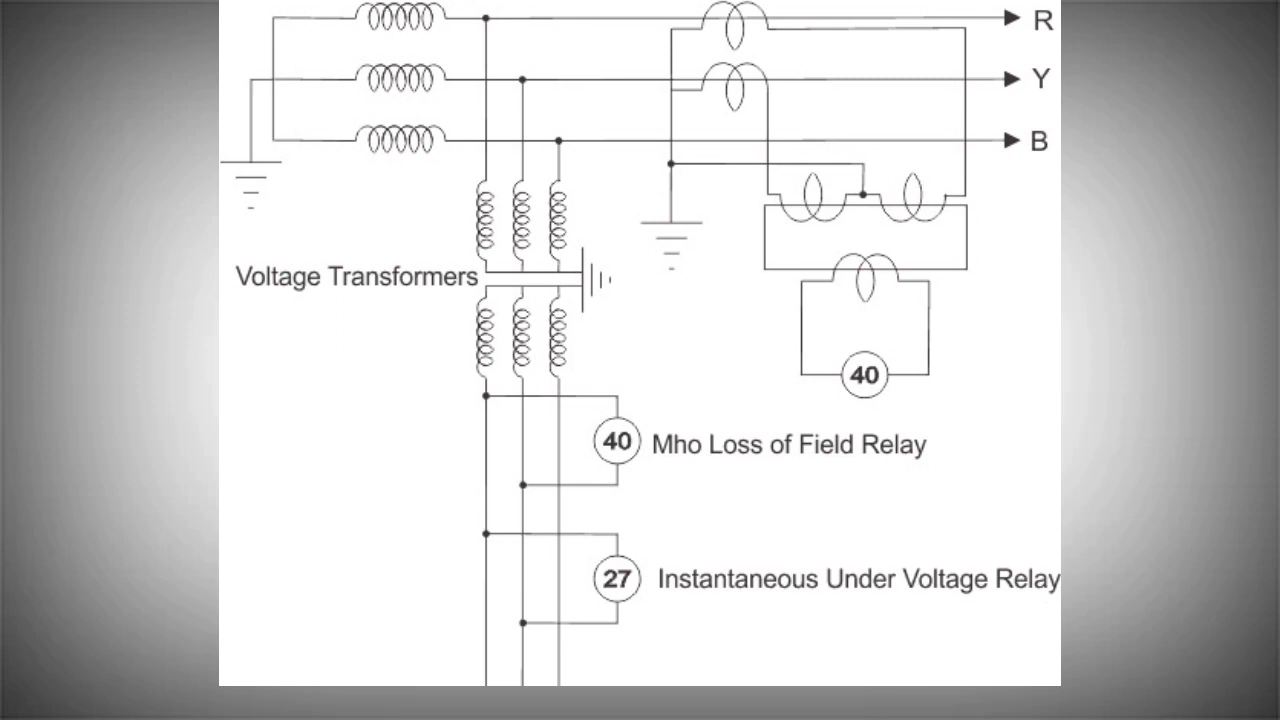 R
Y
B
Voltage Transformers
40
40 Mho Loss of Field Relay
27 Instantaneous Under Voltage Relay